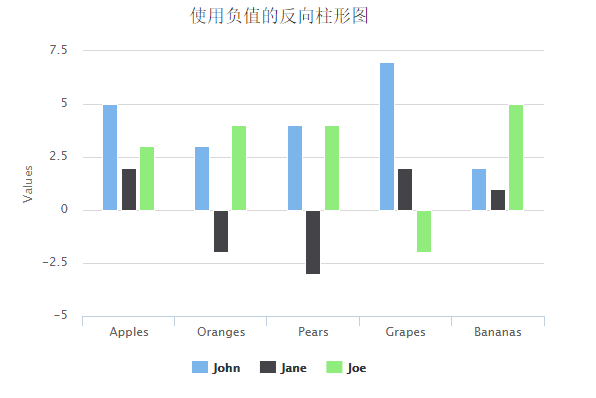 使用负值的反向柱形图
7.5
5
2.5
0
−2.5
−5
Values
Apples Oranges Pears Grapes Bananas
John Jane Joe